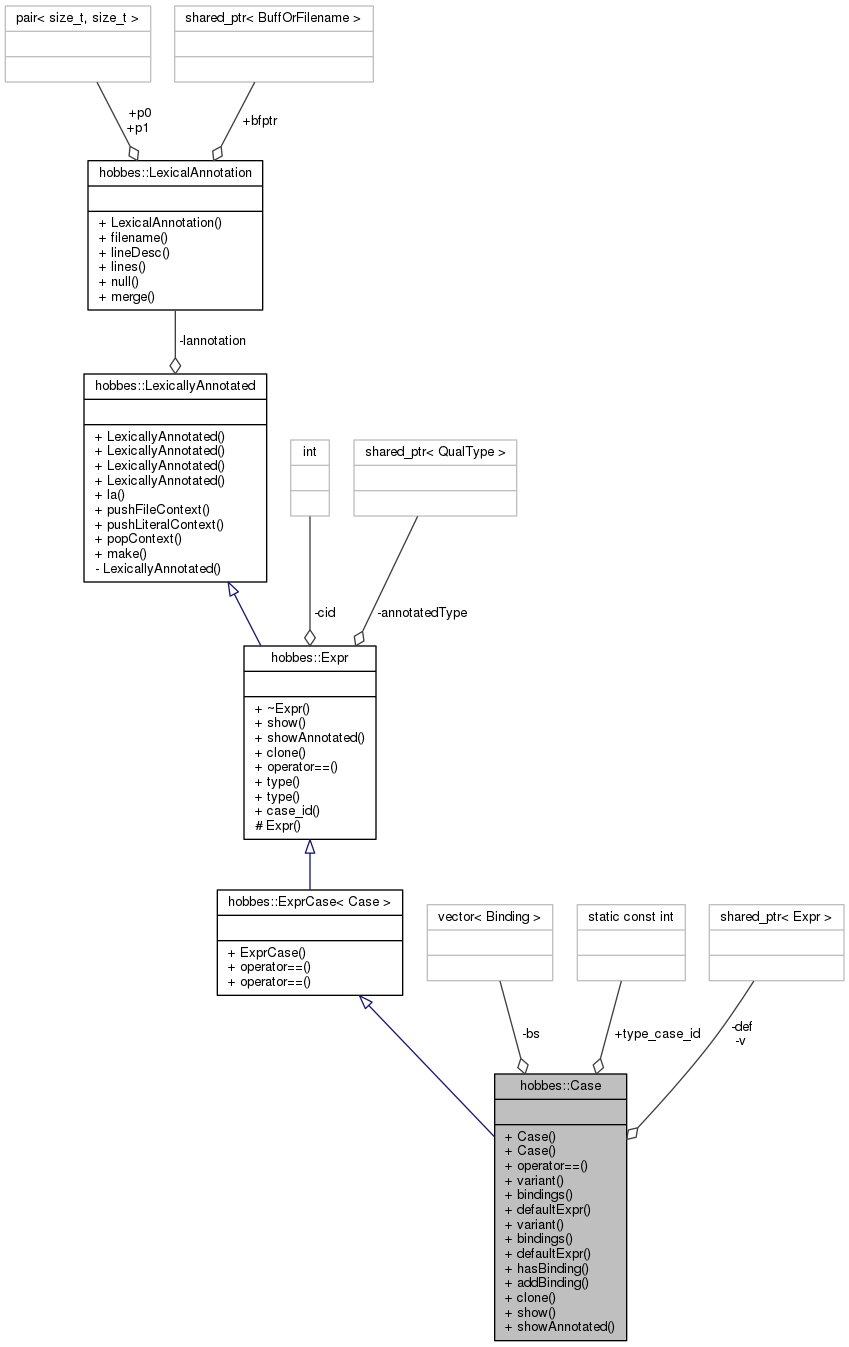 pair< size_t, size_t >
shared_ptr< BuffOrFilename >
+p0
+p1
+bfptr
hobbes::LexicalAnnotation
+ LexicalAnnotation()
+ filename()
+ lineDesc()
+ lines()
+ null()
+ merge()
-lannotation
hobbes::LexicallyAnnotated
+ LexicallyAnnotated()
+ LexicallyAnnotated()
+ LexicallyAnnotated()
+ LexicallyAnnotated()
+ la()
+ pushFileContext()
+ pushLiteralContext()
+ popContext()
+ make()
- LexicallyAnnotated()
int
shared_ptr< QualType >
-cid
-annotatedType
hobbes::Expr
+ ~Expr()
+ show()
+ showAnnotated()
+ clone()
+ operator==()
+ type()
+ type()
+ case_id()
# Expr()
hobbes::ExprCase< Case >
+ ExprCase()
+ operator==()
+ operator==()
vector< Binding >
static const int
shared_ptr< Expr >
-bs
+type_case_id
-def
-v
hobbes::Case
+ Case()
+ Case()
+ operator==()
+ variant()
+ bindings()
+ defaultExpr()
+ variant()
+ bindings()
+ defaultExpr()
+ hasBinding()
+ addBinding()
+ clone()
+ show()
+ showAnnotated()